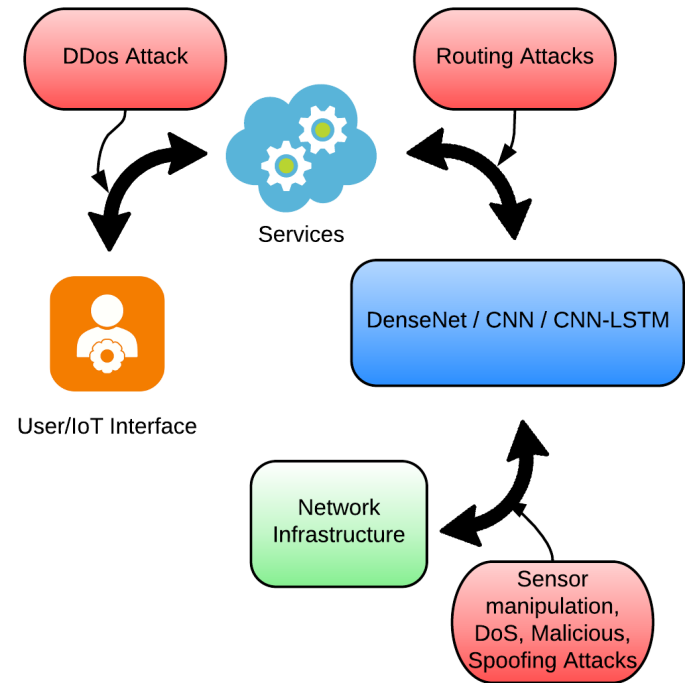 DDos Attack
Routing Attacks
Services
DenseNet / CNN / CNN-LSTM
User/IoT Interface
Network
Infrastructure
Sensor
manipulation,
DoS, Malicious,
Spoofing Attacks